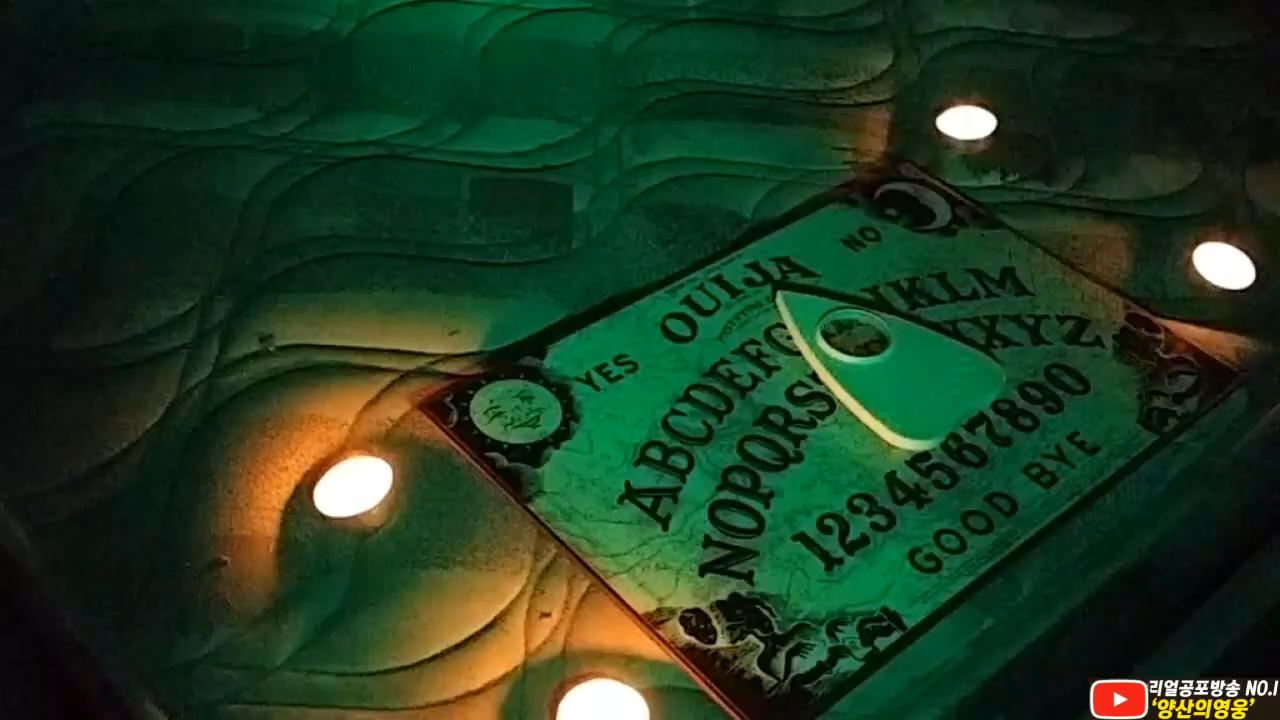 NO
OUIJA
YES
ABCDEFG KLM
NOPQRS XYZ
1234567890
GOOD BYE
리얼공포방송 NO.1
'양산의영웅'